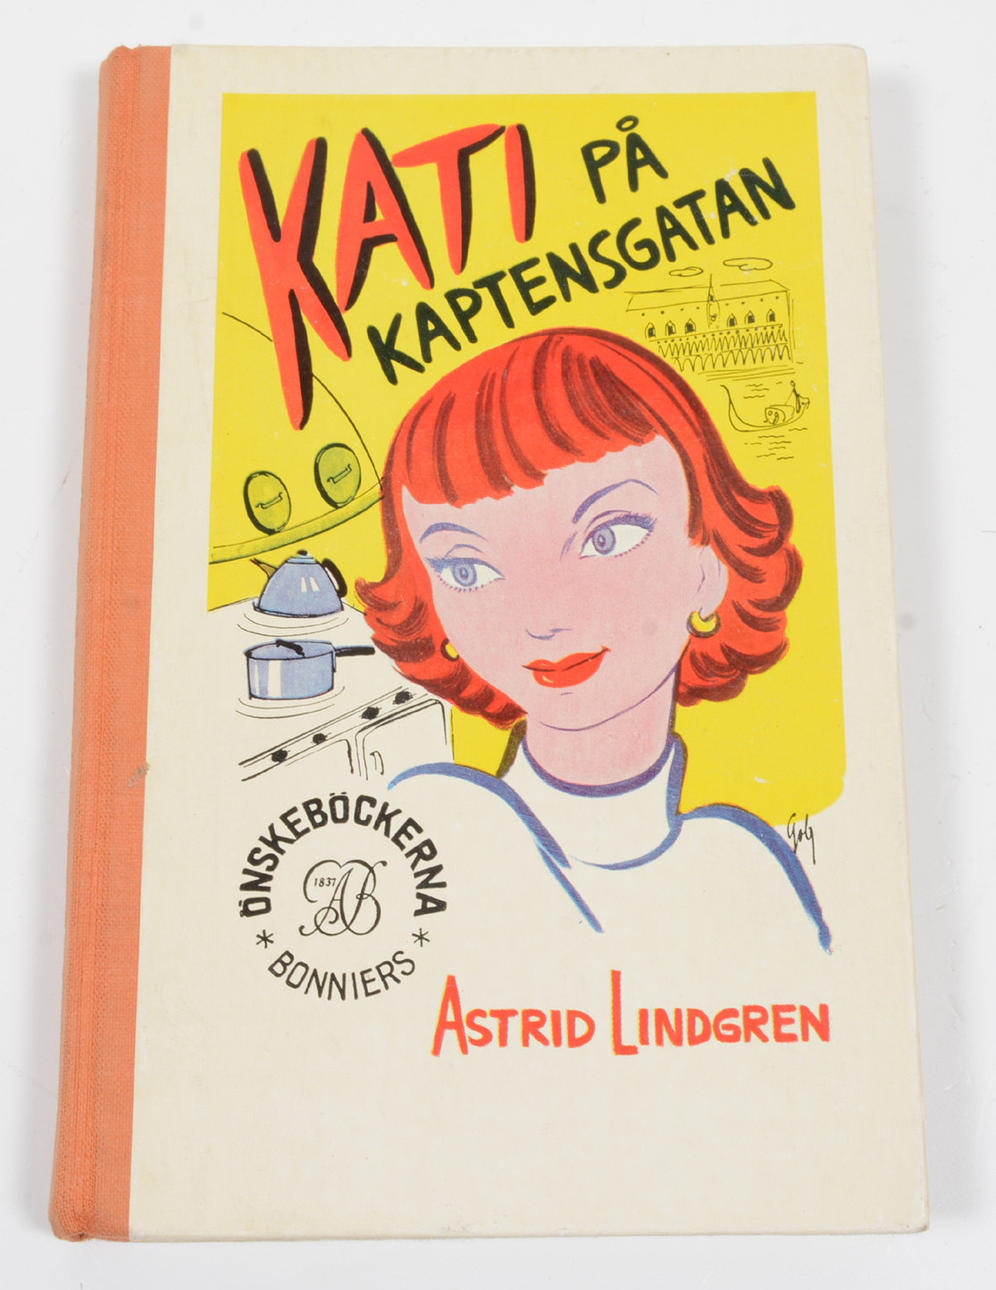 KATI PÅ
KAPTENSGATAN
ÖNSKEBÖCKERNA
1837 AB
* BONNIERS *
ASTRID LINDGREN